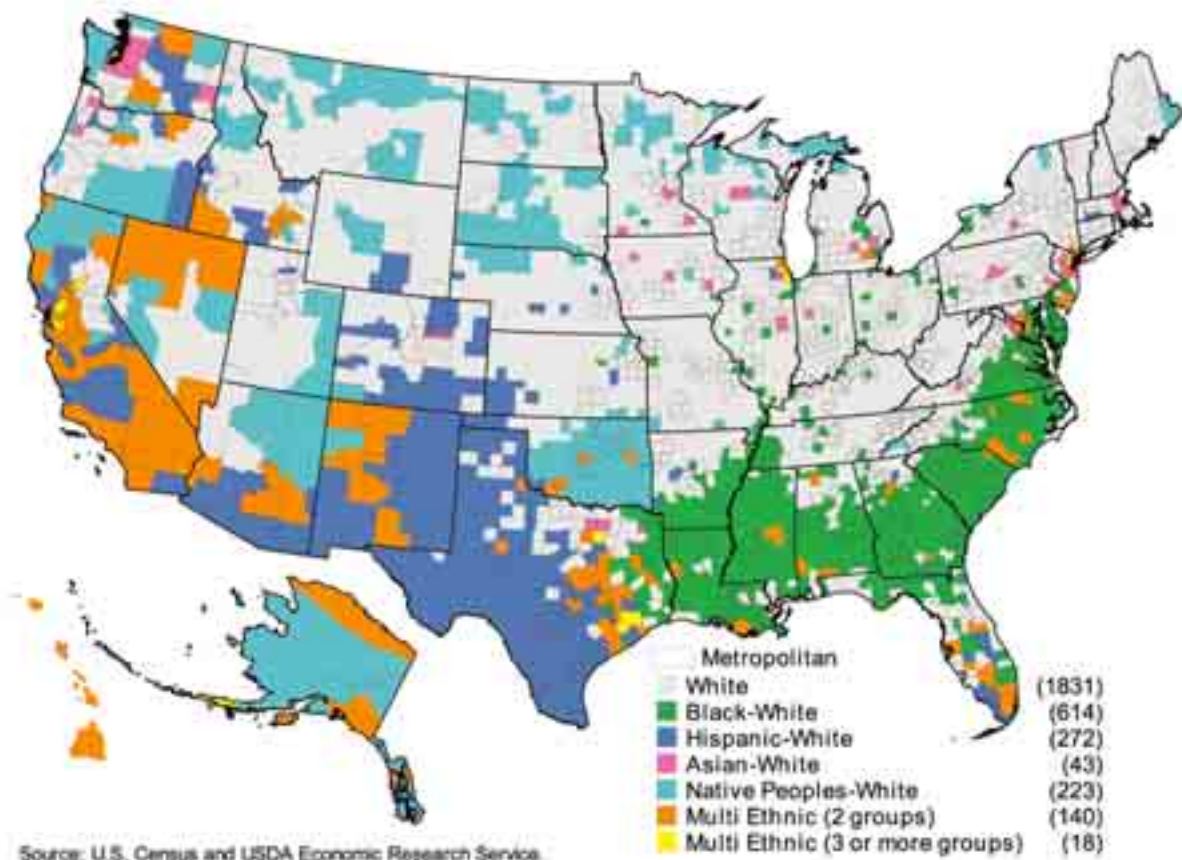 Metropolitan
White (1831)
Black-White (614)
Hispanic-White (272)
Asian-White (43)
Native Peoples-White (223)
Multi Ethnic (2 groups) (140)
Multi Ethnic (3 or more groups) (18)
Source: U.S. Census and USDA Economic Research Service.